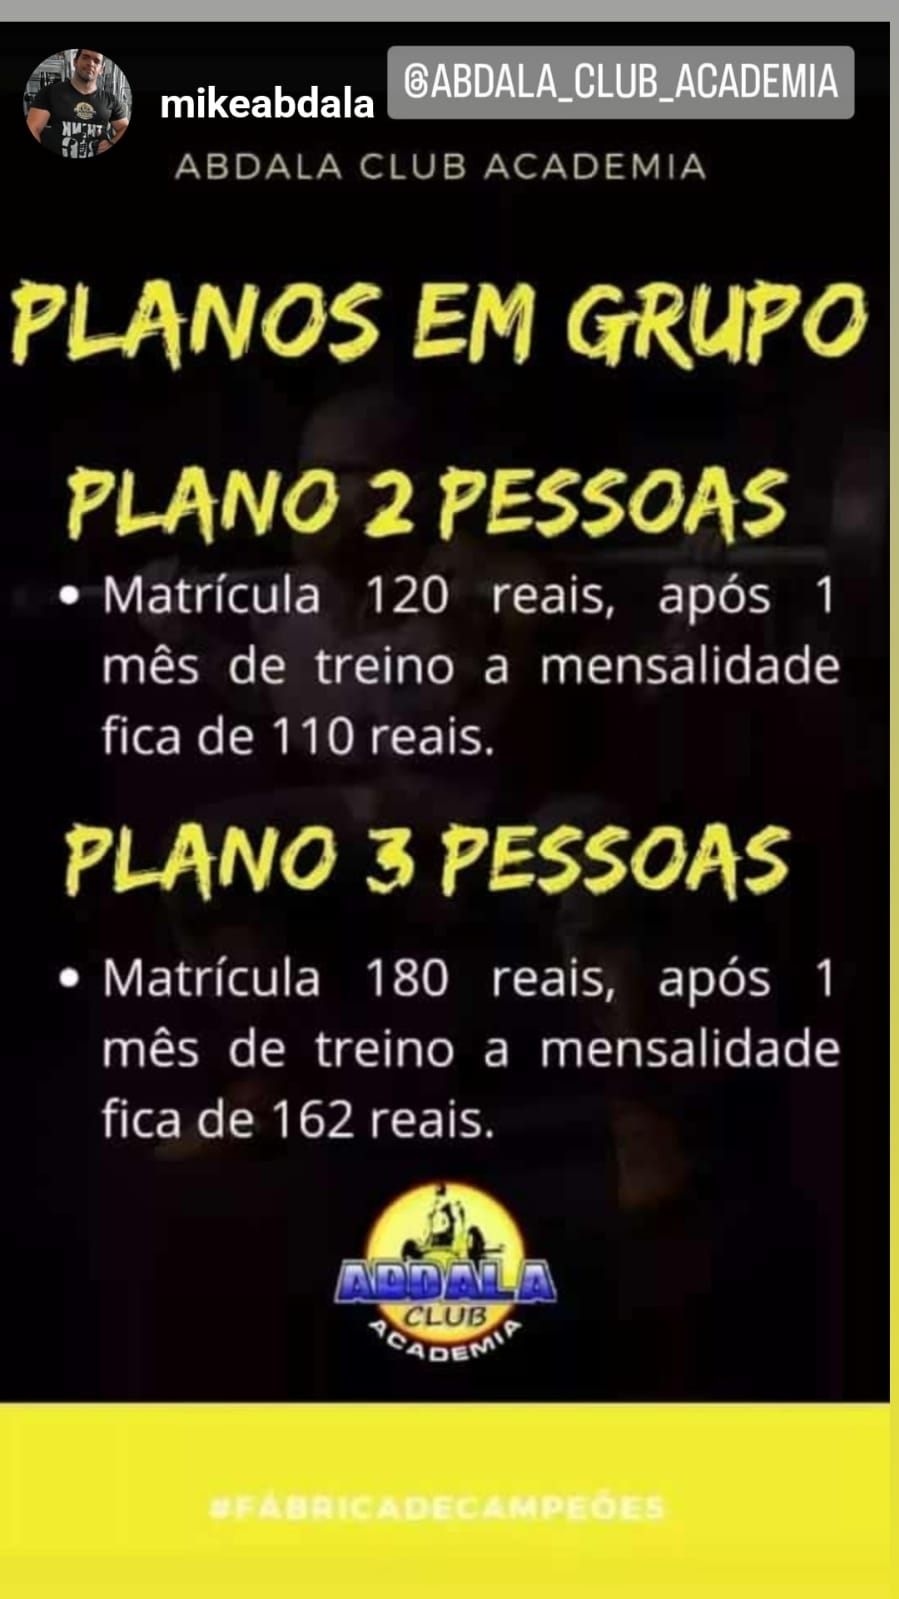 mikeabdala
@ABDALA_CLUB_ACADEMIA
ABDALA CLUB ACADEMIA
PLANOS EM GRUPO
PLANO 2 PESSOAS
• Matrícula 120 reais, após 1
mês de treino a mensalidade
fica de 110 reais.
PLANO 3 PESSOAS
• Matrícula 180 reais, após 1
mês de treino a mensalidade
fica de 162 reais.
ABDALA
CLUB
ACADEMIA
#FÁBRICADECAMPEÕES